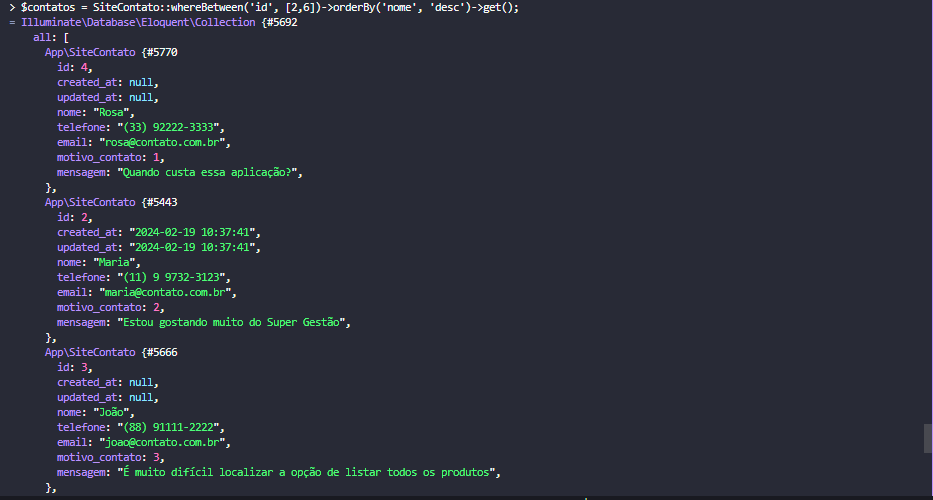 > $contatos = SiteContato::whereBetween('id', [2,6])->orderBy('nome', 'desc')->get();
= Illuminate\Database\Eloquent\Collection {#5692
all: [
App\SiteContato {#5770
id: 4,
created_at: null,
updated_at: null,
nome: "Rosa",
telefone: "(33) 92222-3333",
email: "rosa@contato.com.br",
motivo_contato: 1,
mensagem: "Quando custa essa aplicação?",
},
App\SiteContato {#5443
id: 2,
created_at: "2024-02-19 10:37:41",
updated_at: "2024-02-19 10:37:41",
nome: "Maria",
telefone: "(11) 9 9732-3123",
email: "maria@contato.com.br",
motivo_contato: 2,
mensagem: "Estou gostando muito do Super Gestão",
},
App\SiteContato {#5666
id: 3,
created_at: null,
updated_at: null,
nome: "João",
telefone: "(88) 91111-2222",
email: "joao@contato.com.br",
motivo_contato: 3,
mensagem: "É muito difícil localizar a opção de listar todos os produtos",
},